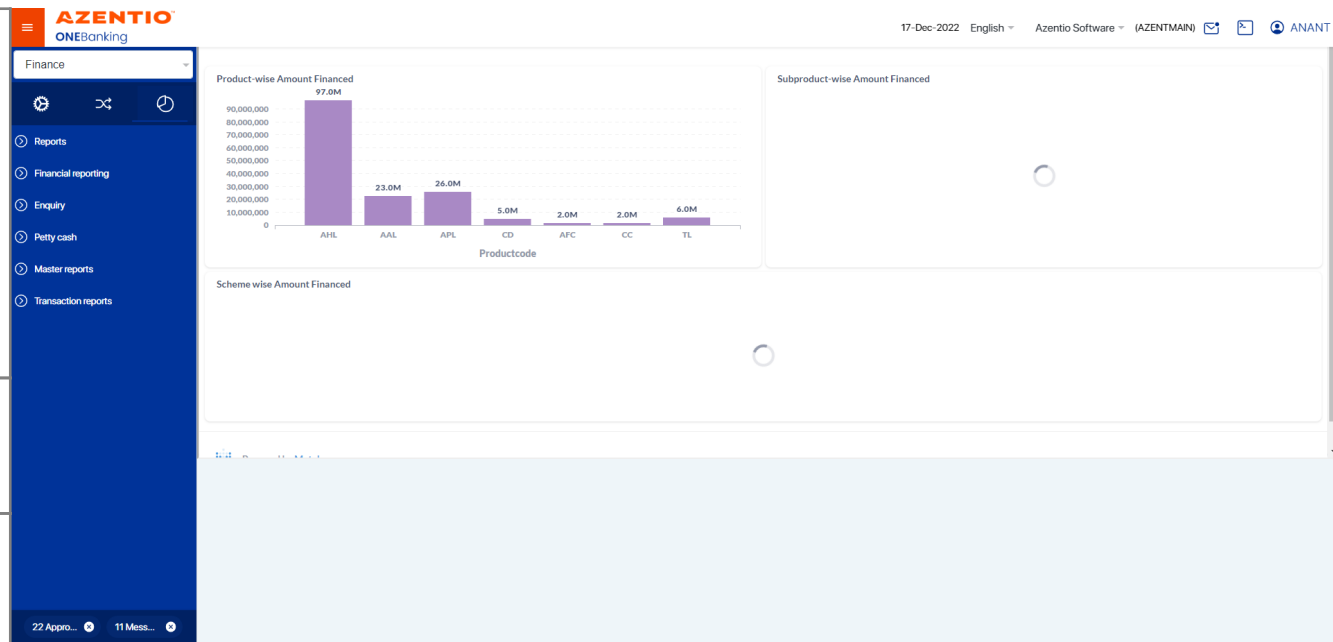 AZENTIO
ONEBanking
17-Dec-2022 English Azentio Software (AZENTMAIN) ANANT
Finance
Reports
Financial reporting
Enquiry
Petty cash
Master reports
Transaction reports
22 Appro...
11 Mess...
Product-wise Amount Financed
97.0M
90,000,000
80,000,000
70,000,000
60,000,000
50,000,000
40,000,000
30,000,000
20,000,000
10,000,000
0
23.0M
26.0M
5.0M
2.0M
2.0M
6.0M
AHL AAL APL CD AFC CC TL
Productcode
Subproduct-wise Amount Financed
Scheme wise Amount Financed